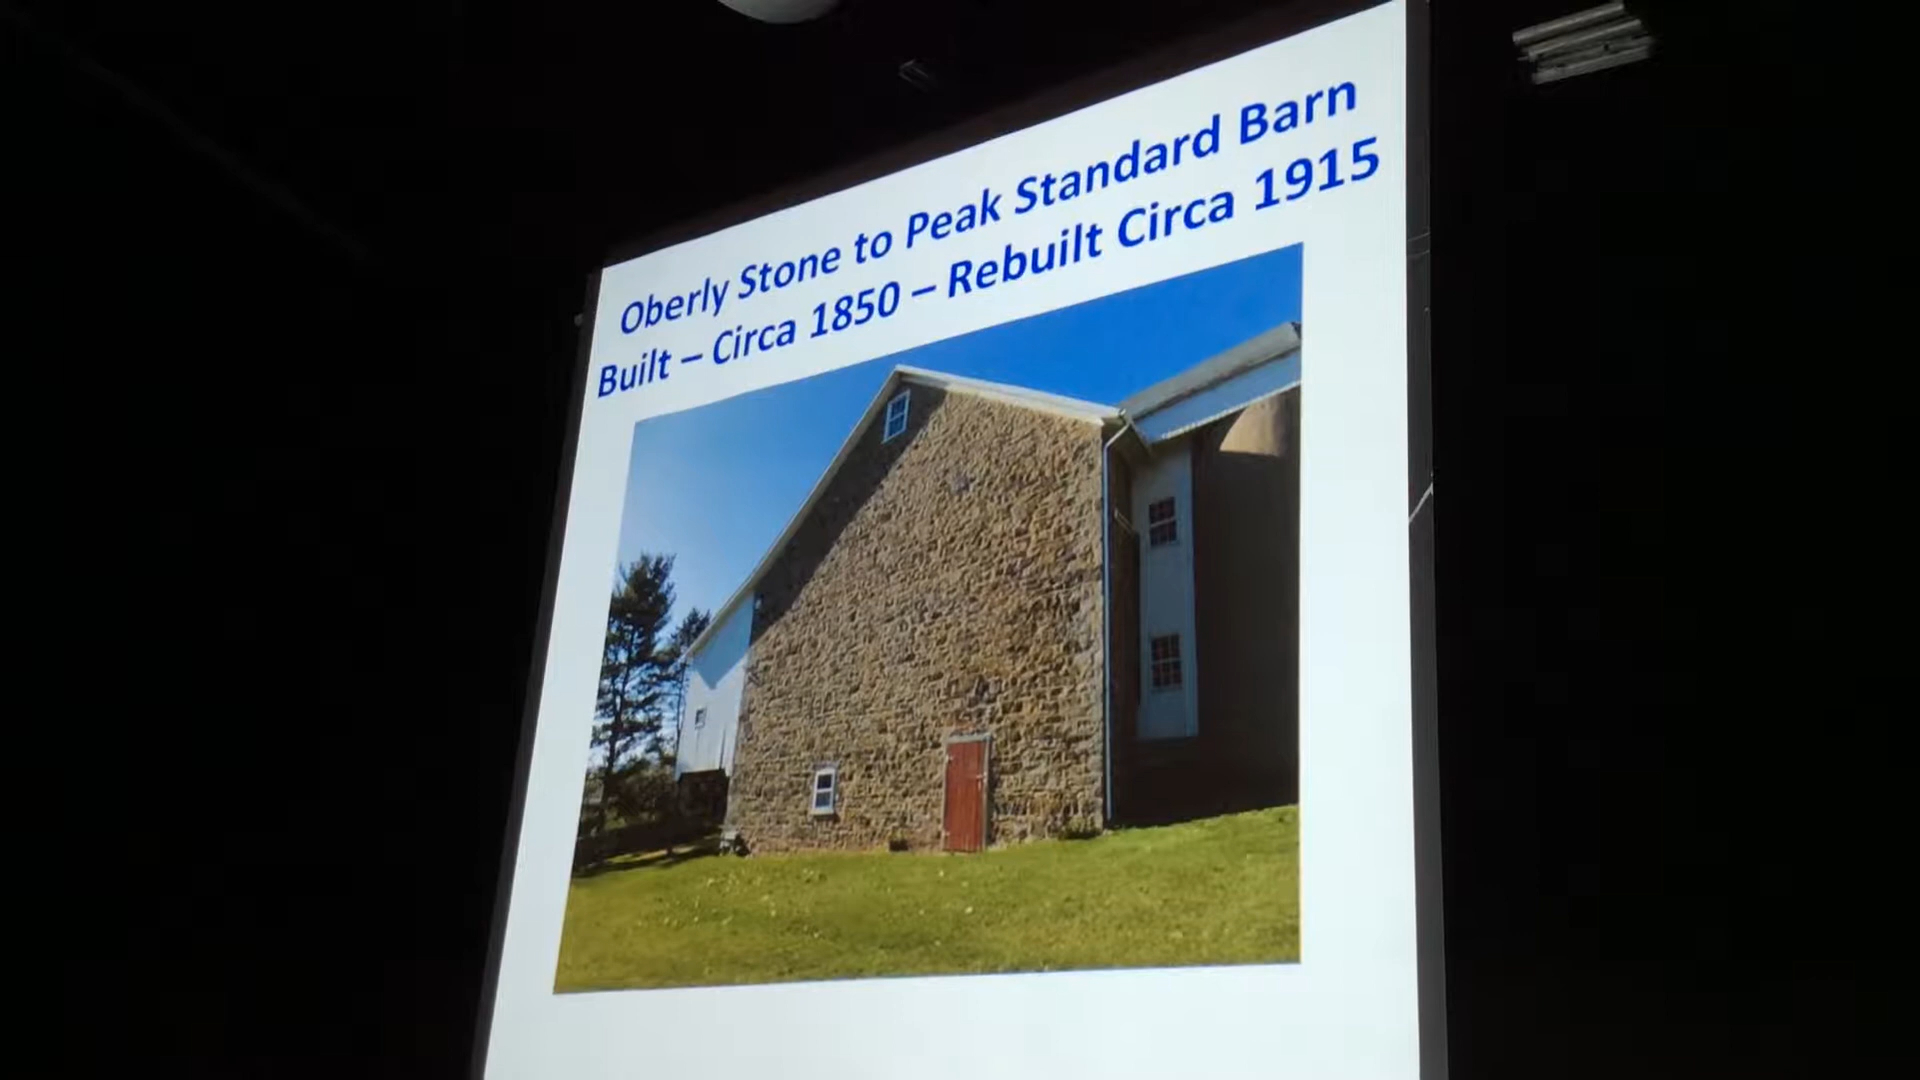 Oberly Stone to Peak Standard Barn
Built – Circa 1850 – Rebuilt Circa 1915